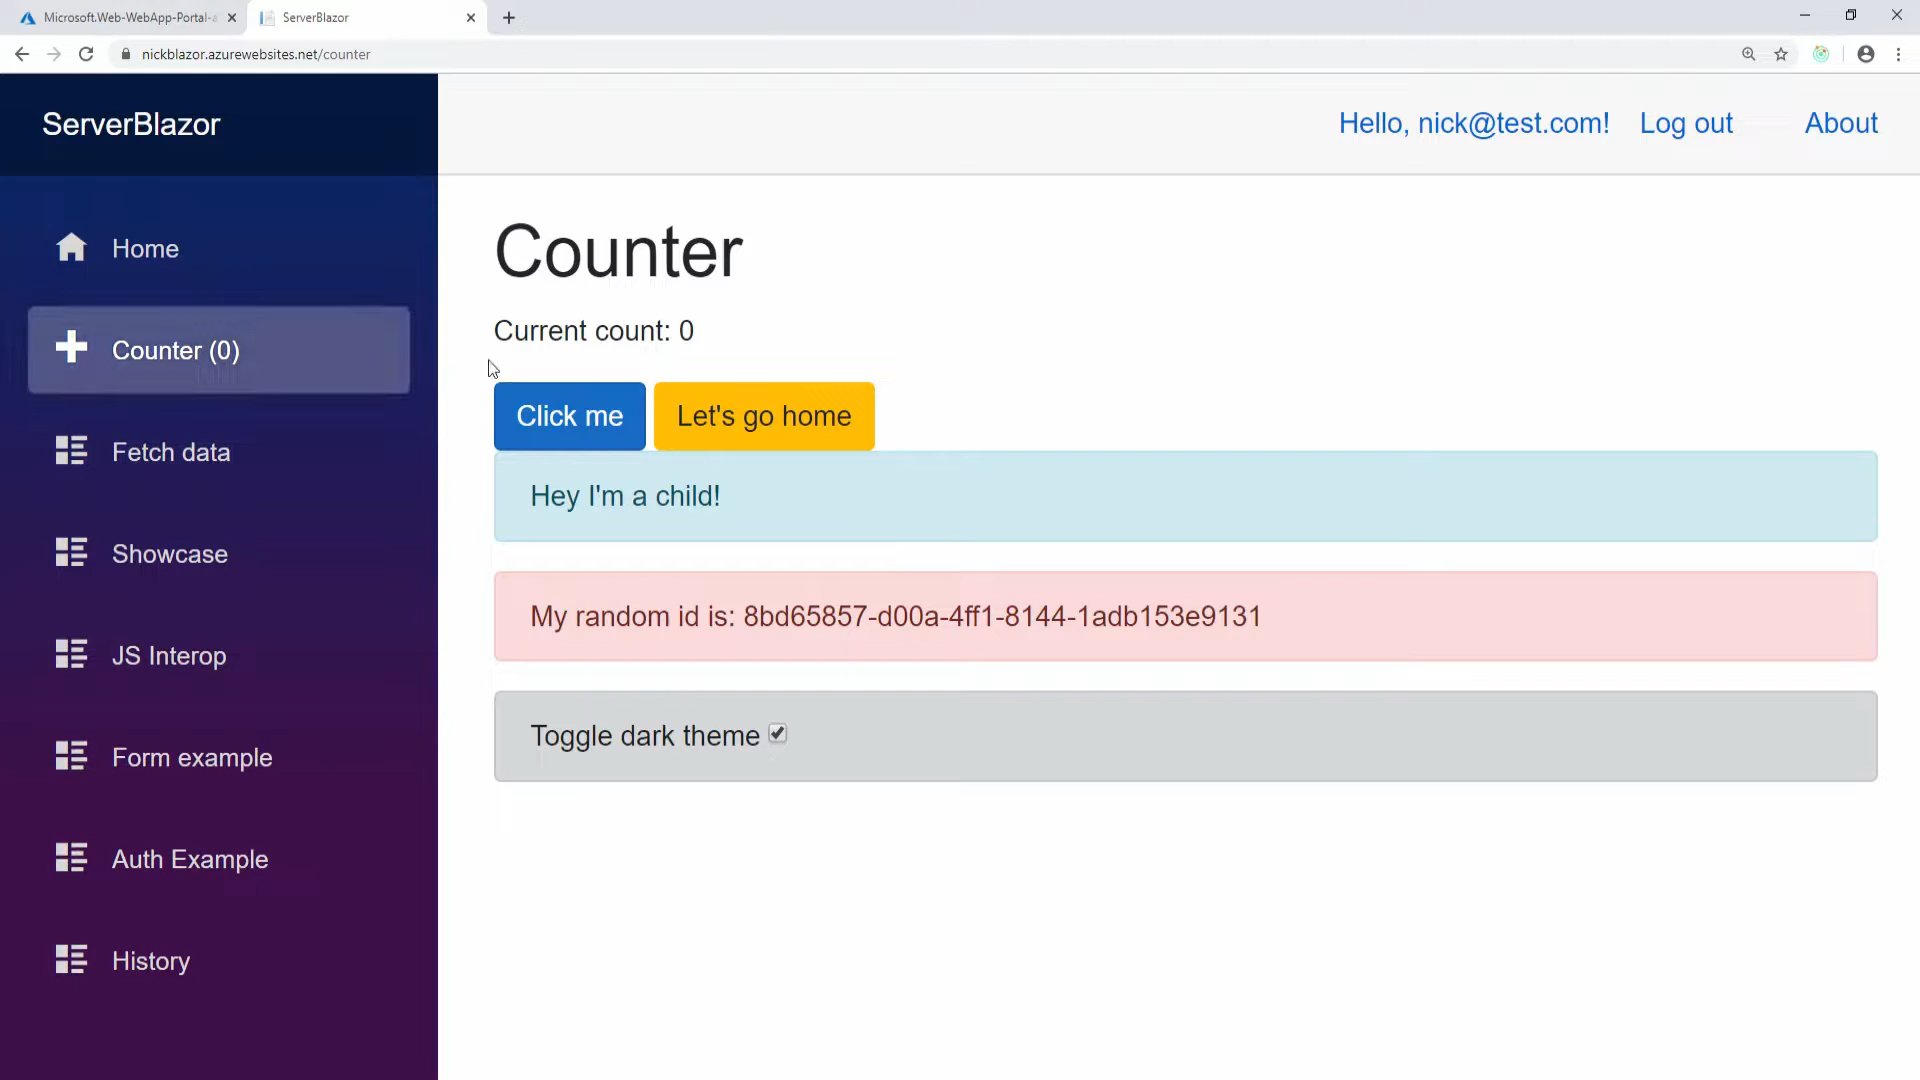 Microsoft.Web-WebApp-Portal-a
ServerBlazor
nickblazor.azurewebsites.net/counter
ServerBlazor
Hello, nick@test.com! Log out About
Home
Counter (0)
Fetch data
Showcase
JS Interop
Form example
Auth Example
History
Counter
Current count: 0
Click me Let's go home
Hey I'm a child!
My random id is: 8bd65857-d00a-4ff1-8144-1adb153e9131
Toggle dark theme